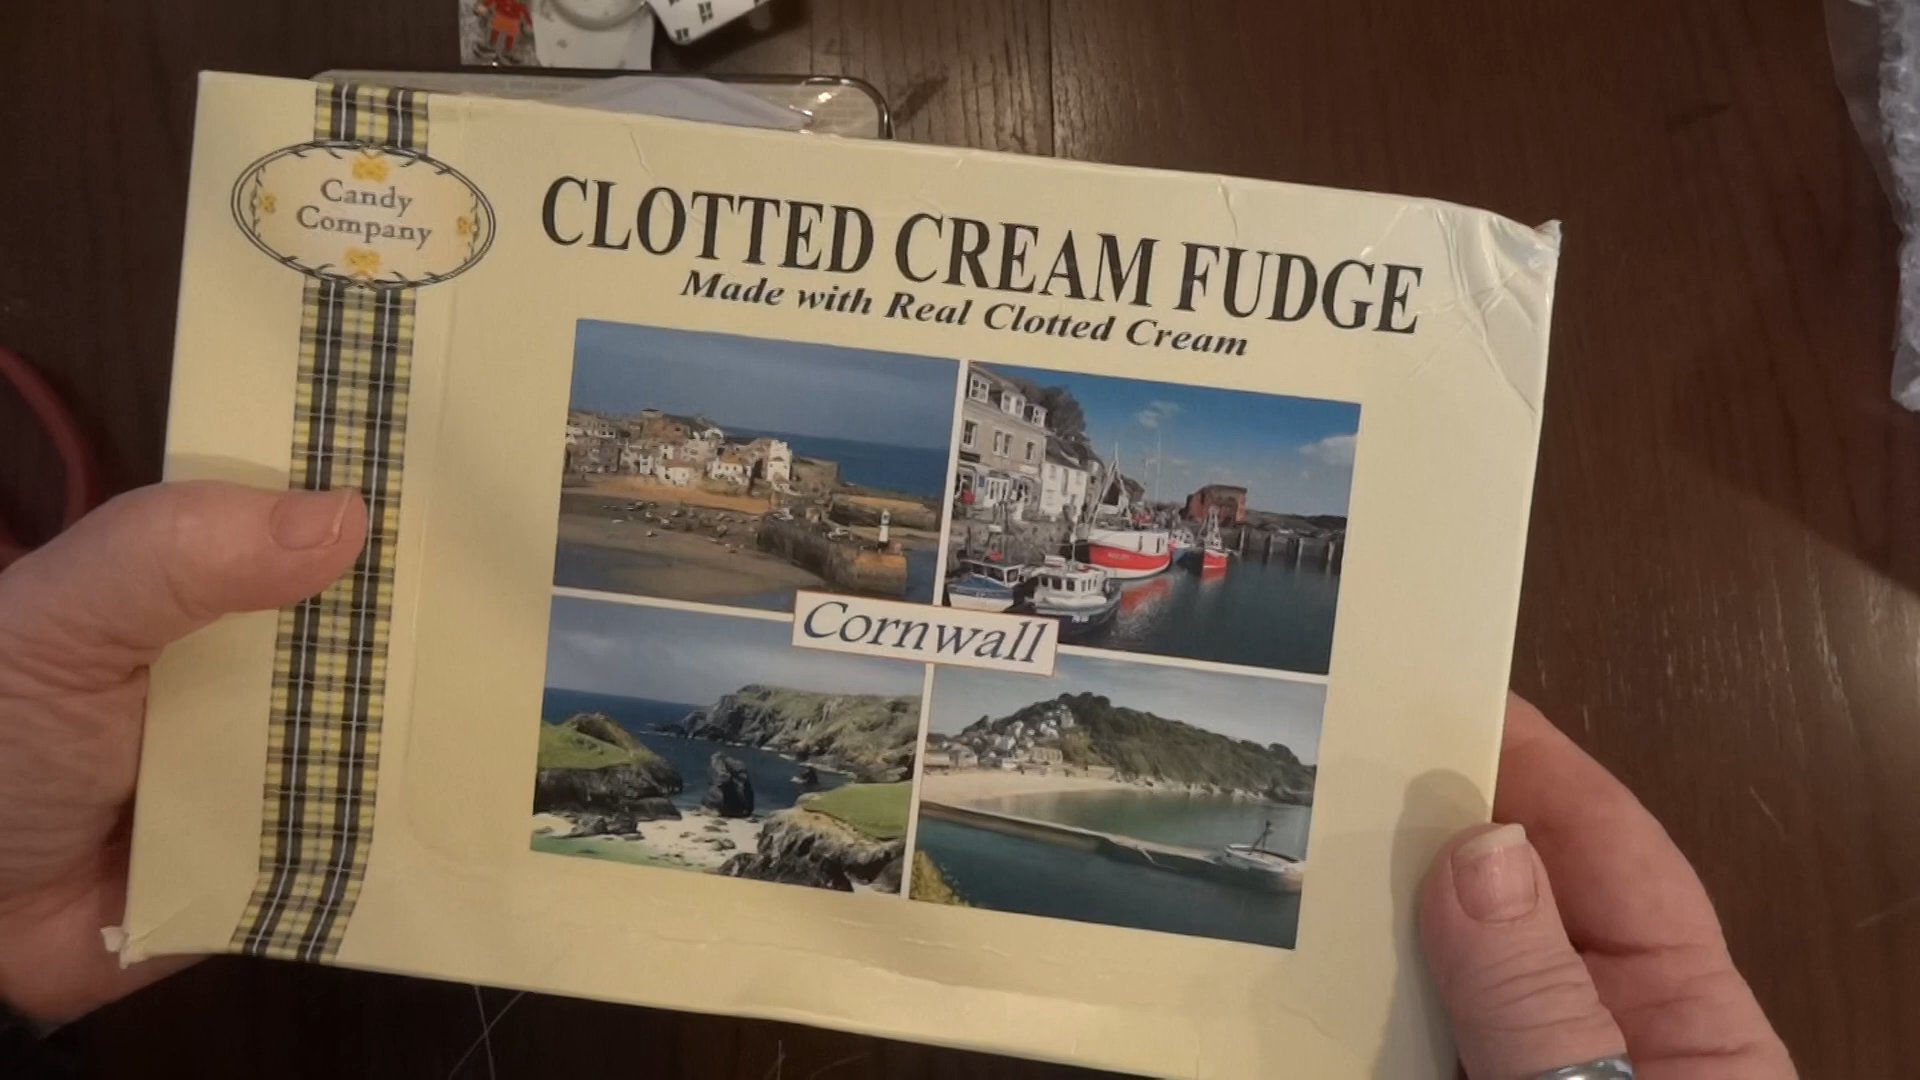 Candy
Company
CLOTTED CREAM FUDGE
Made with Real Clotted Cream
Cornwall